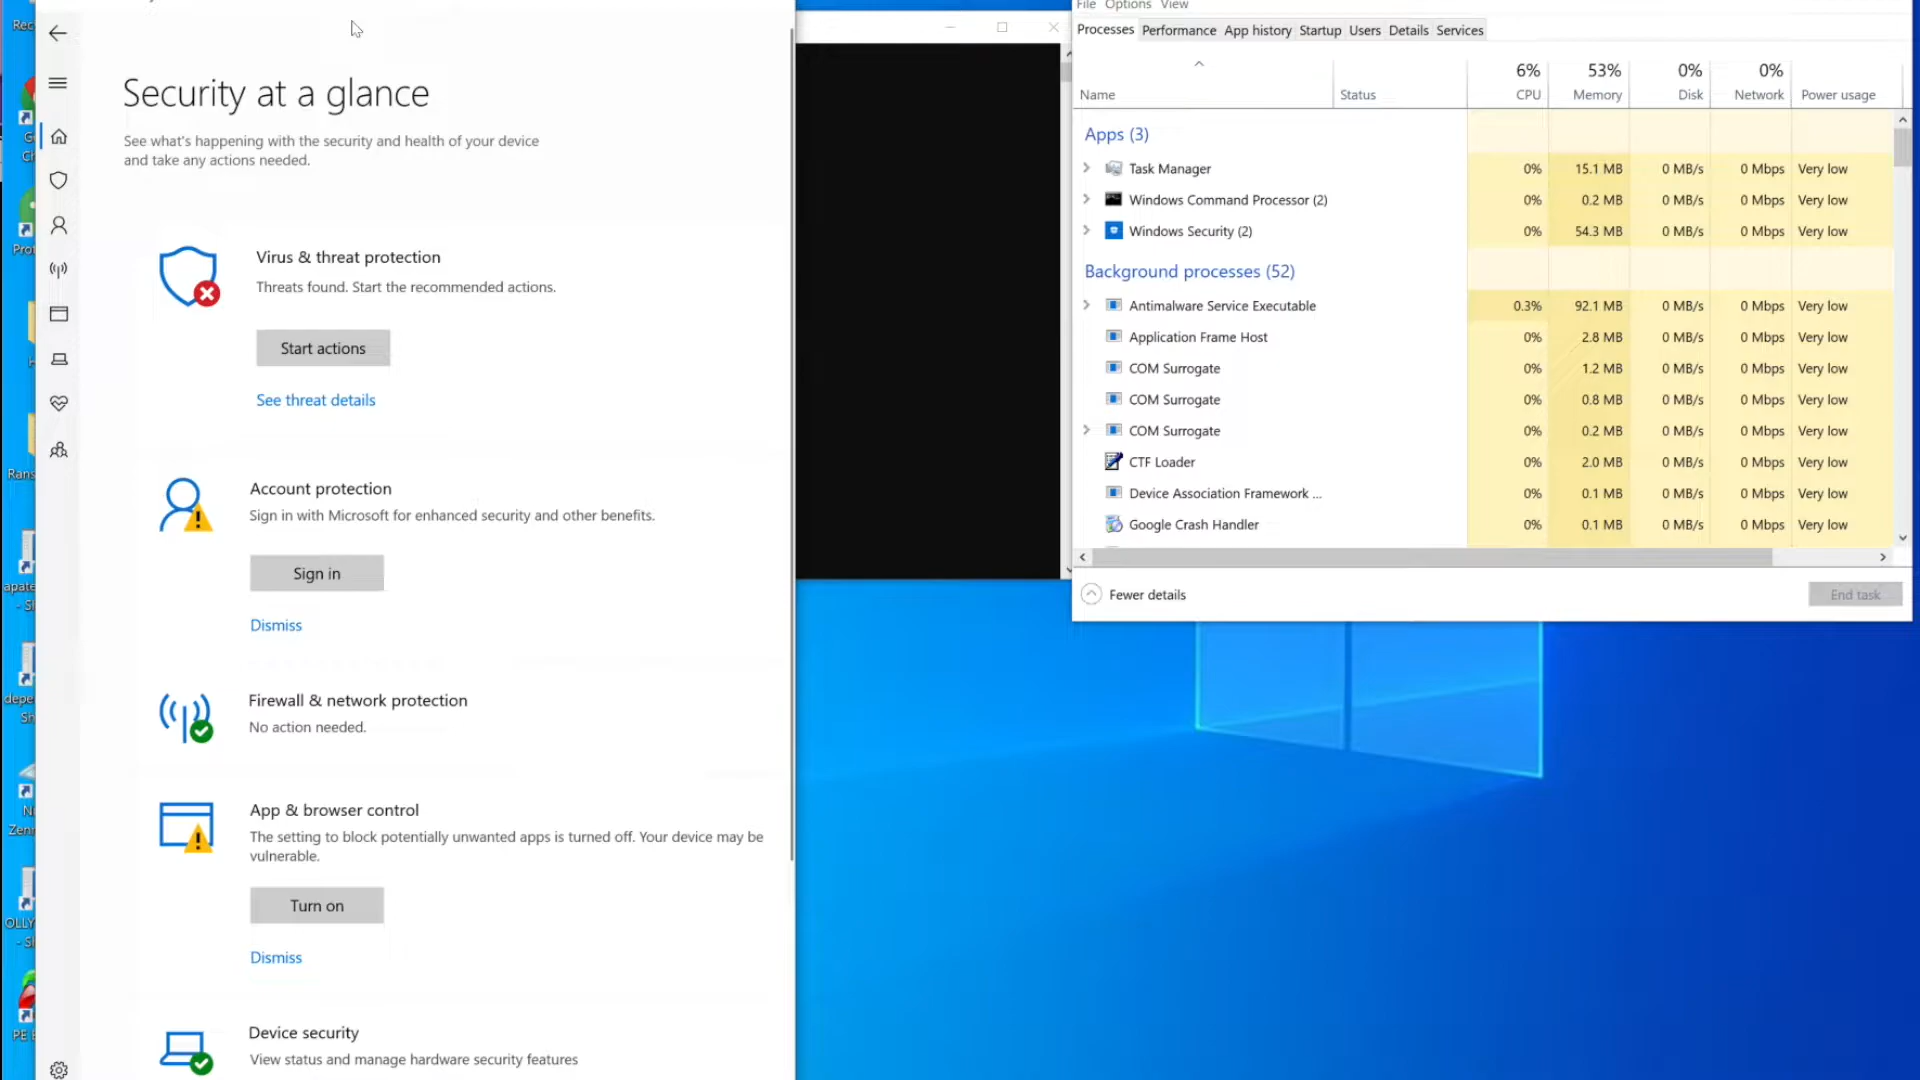 Security at a glance
See what's happening with the security and health of your device
and take any actions needed.
Virus & threat protection
Threats found. Start the recommended actions.
Start actions
See threat details
Account protection
Sign in with Microsoft for enhanced security and other benefits.
Sign in
Dismiss
Firewall & network protection
No action needed.
App & browser control
The setting to block potentially unwanted apps is turned off. Your device may be
vulnerable.
Turn on
Dismiss
Device security
View status and manage hardware security features
File Options View
Processes Performance App history Startup Users Details Services
6% 53% 0% 0%
Name Status CPU Memory Disk Network Power usage
Apps (3)
Task Manager 0% 15.1 MB 0 MB/s 0 Mbps Very low
Windows Command Processor (2) 0% 0.2 MB 0 MB/s 0 Mbps Very low
Windows Security (2) 0% 54.3 MB 0 MB/s 0 Mbps Very low
Background processes (52)
Antimalware Service Executable 0.3% 92.1 MB 0 MB/s 0 Mbps Very low
Application Frame Host 0% 2.8 MB 0 MB/s 0 Mbps Very low
COM Surrogate 0% 1.2 MB 0 MB/s 0 Mbps Very low
COM Surrogate 0% 0.8 MB 0 MB/s 0 Mbps Very low
COM Surrogate 0% 0.2 MB 0 MB/s 0 Mbps Very low
CTF Loader 0% 2.0 MB 0 MB/s 0 Mbps Very low
Device Association Framework ... 0% 0.1 MB 0 MB/s 0 Mbps Very low
Google Crash Handler 0% 0.1 MB 0 MB/s 0 Mbps Very low
Fewer details
End task